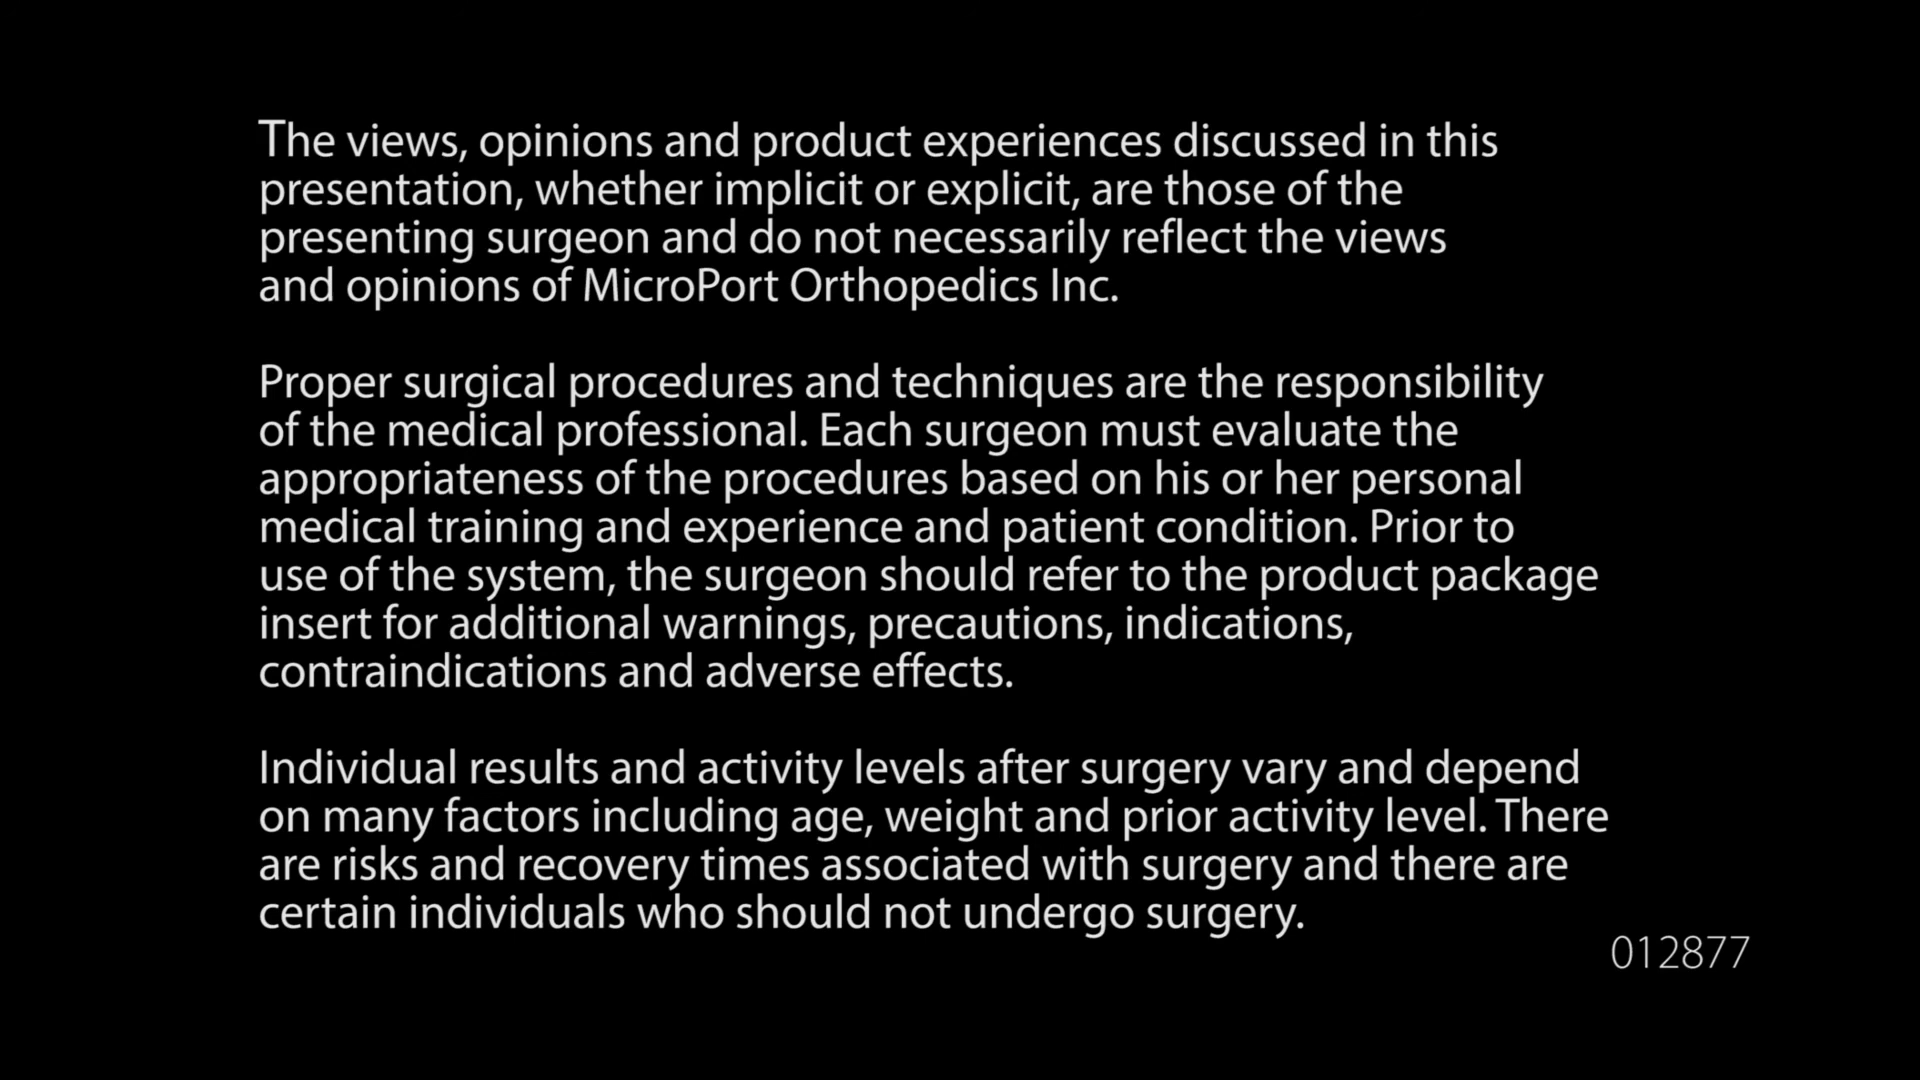 The views, opinions and product experiences discussed in this
presentation, whether implicit or explicit, are those of the
presenting surgeon and do not necessarily reflect the views
and opinions of MicroPort Orthopedics Inc.
Proper surgical procedures and techniques are the responsibility
of the medical professional. Each surgeon must evaluate the
appropriateness of the procedures based on his or her personal
medical training and experience and patient condition. Prior to
use of the system, the surgeon should refer to the product package
insert for additional warnings, precautions, indications,
contraindications and adverse effects.
Individual results and activity levels after surgery vary and depend
on many factors including age, weight and prior activity level. There
are risks and recovery times associated with surgery and there are
certain individuals who should not undergo surgery.
012877